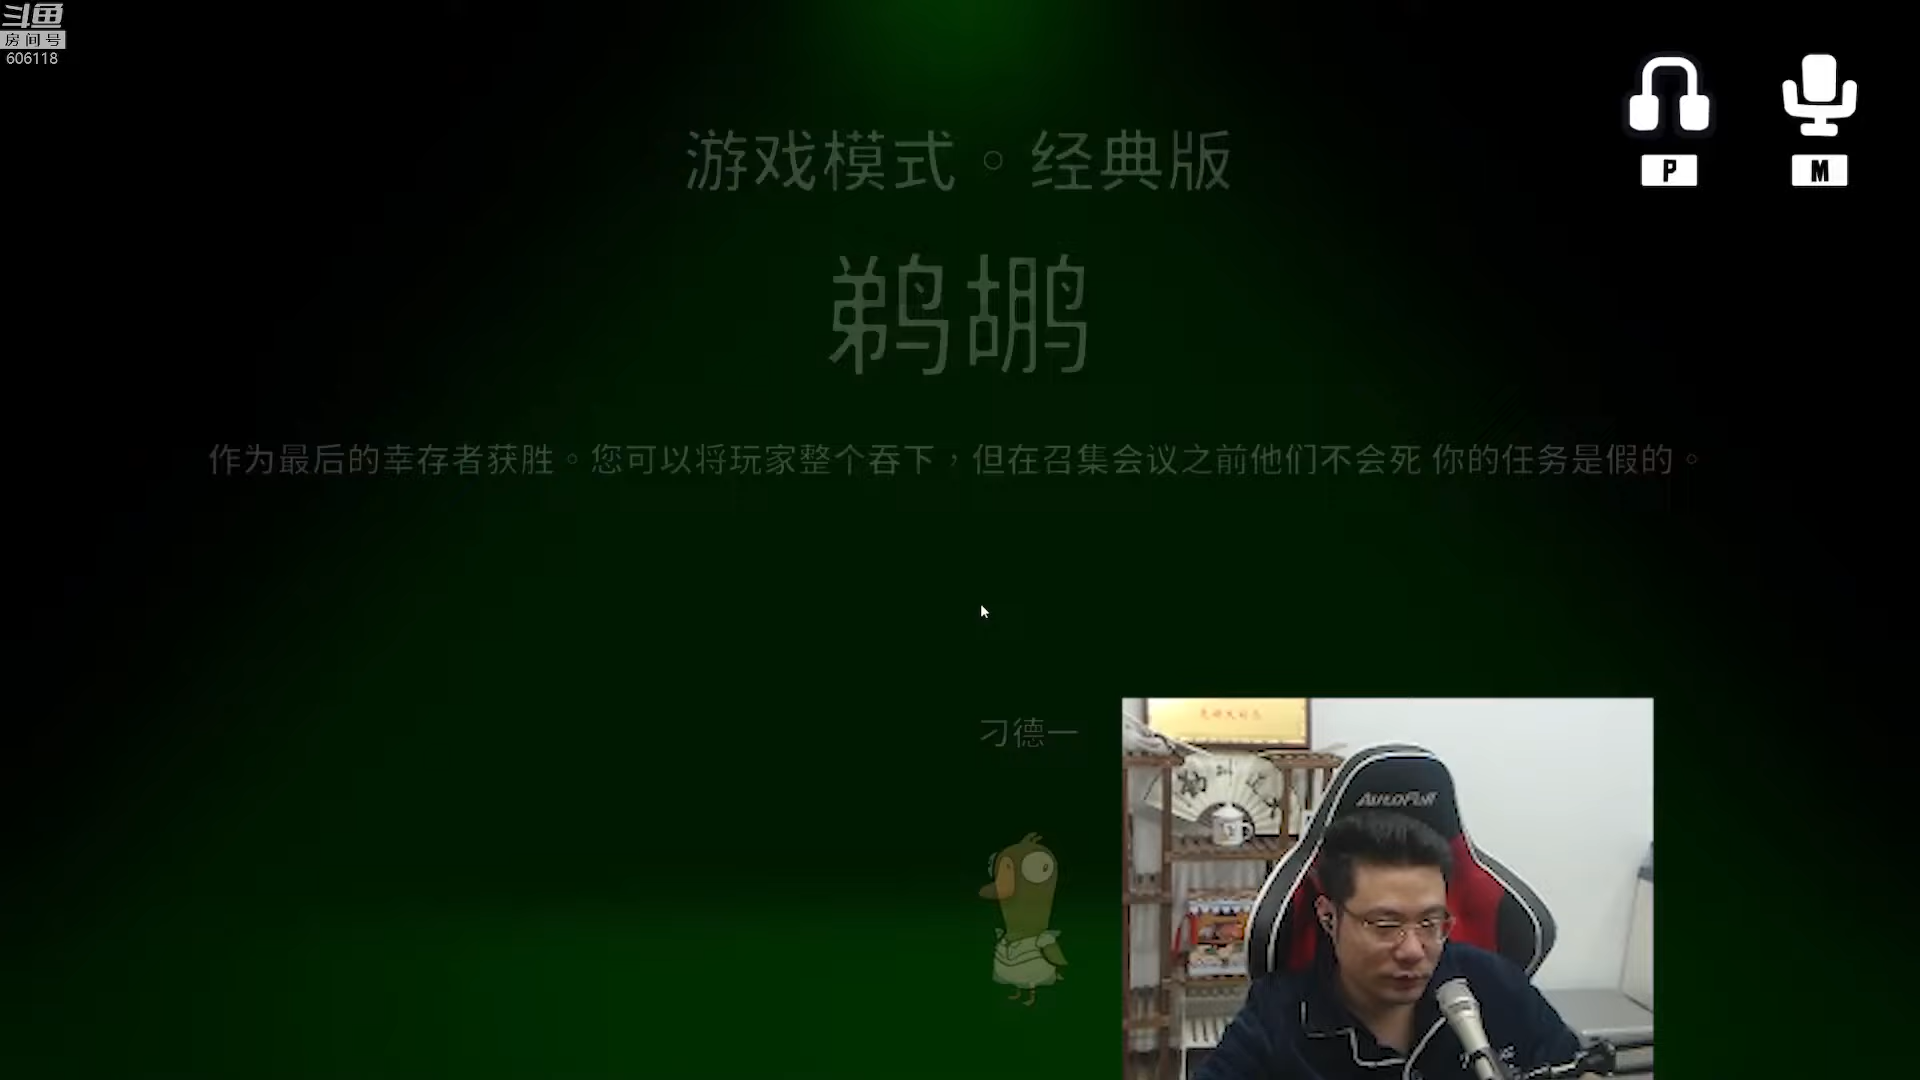 斗鱼
房间号
606118
P
M
游戏模式。经典版
鹈鹕
作为最后的幸存者获胜。您可以将玩家整个吞下，但在召集会议之前他们不会死 你的任务是假的。
刁德一
AUTOFULL